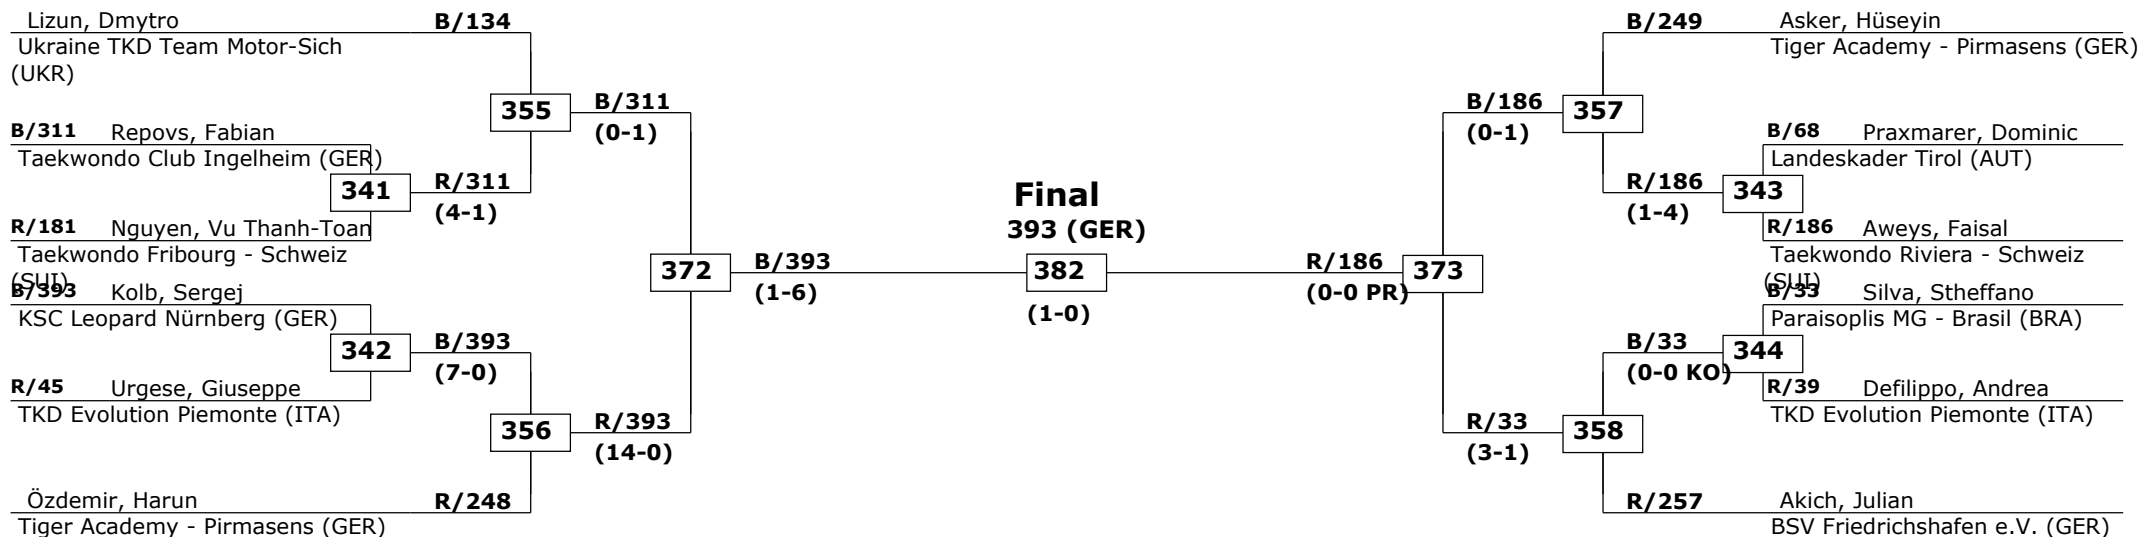 Lizun, Dmytro
B/134
Ukraine TKD Team Motor-Sich
(UKR)
355
B/311
(0-1)
B/311 Repovs, Fabian
Taekwondo Club Ingelheim (GER)
341
R/311
(4-1)
R/181 Nguyen, Vu Thanh-Toan
Taekwondo Fribourg - Schweiz
(SUI)
372
B/393
(1-6)
B/393 Kolb, Sergej
KSC Leopard Nürnberg (GER)
342
B/393
(7-0)
R/45 Urgese, Giuseppe
TKD Evolution Piemonte (ITA)
356
R/393
(14-0)
Özdemir, Harun
R/248
Tiger Academy - Pirmasens (GER)
Final
393 (GER)
382
(1-0)
B/249
Asker, Hüseyin
Tiger Academy - Pirmasens (GER)
B/186
(0-1)
357
B/68 Praxmarer, Dominic
Landeskader Tirol (AUT)
R/186
(1-4)
343
R/186 Aweys, Faisal
Taekwondo Riviera - Schweiz
(SUI)
R/186
(0-0 PR)
373
B/33 Silva, Stheffano
Paraisoplis MG - Brasil (BRA)
B/33
(0-0 KO)
344
R/39 Defilippo, Andrea
TKD Evolution Piemonte (ITA)
R/33
(3-1)
358
R/257
Akich, Julian
BSV Friedrichshafen e.V. (GER)